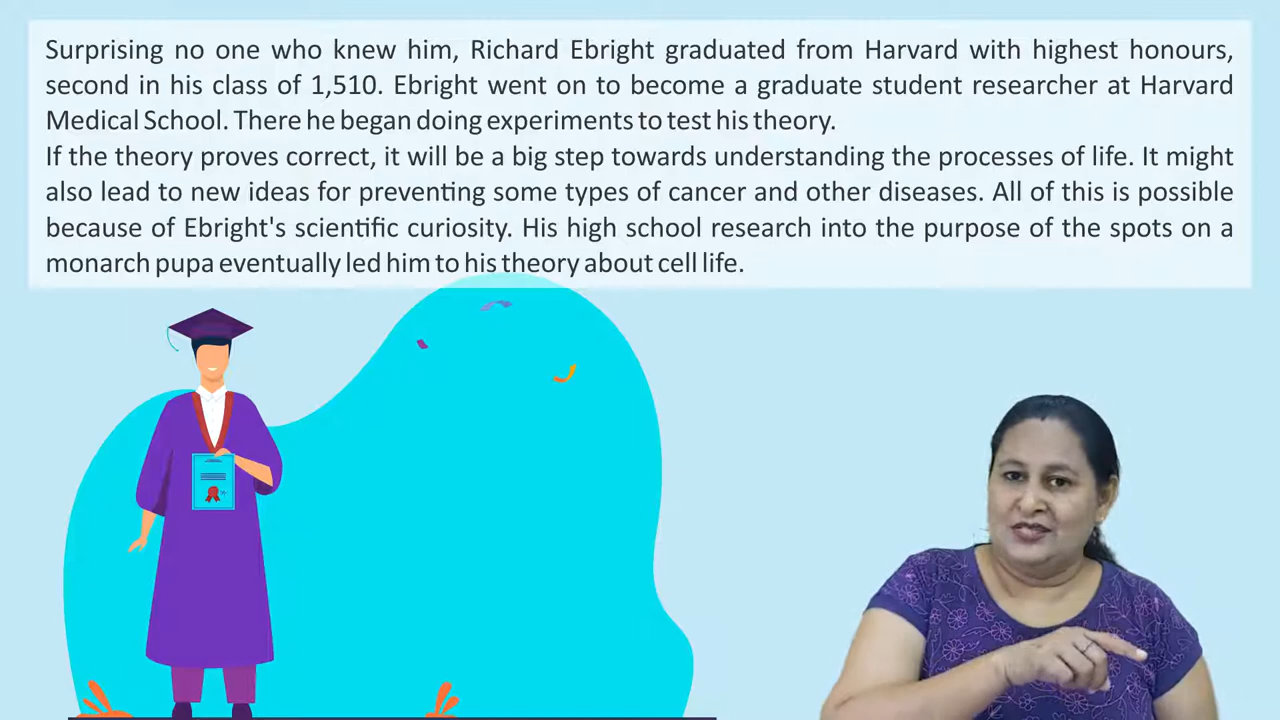 Surprising no one who knew him, Richard Ebright graduated from Harvard with highest honours,
second in his class of 1,510. Ebright went on to become a graduate student researcher at Harvard
Medical School. There he began doing experiments to test his theory.
If the theory proves correct, it will be a big step towards understanding the processes of life. It might
also lead to new ideas for preventing some types of cancer and other diseases. All of this is possible
because of Ebright's scientific curiosity. His high school research into the purpose of the spots on a
monarch pupa eventually led him to his theory about cell life.